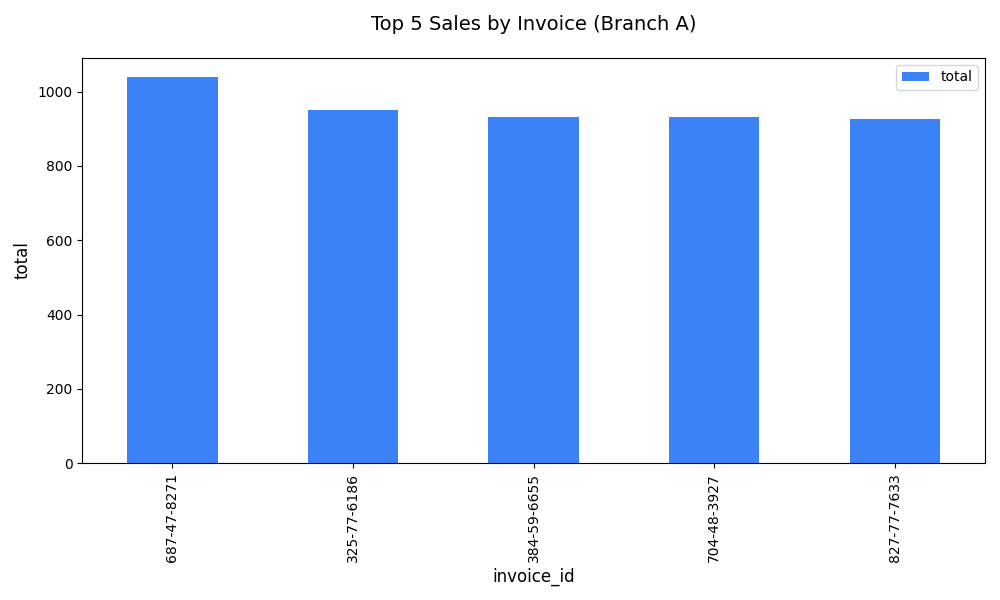 Top 5 Sales by Invoice (Branch A)
total
total
1000
800
600
400
200
0
687-47-8271
325-77-6186
384-59-6655
704-48-3927
827-77-7633
invoice_id